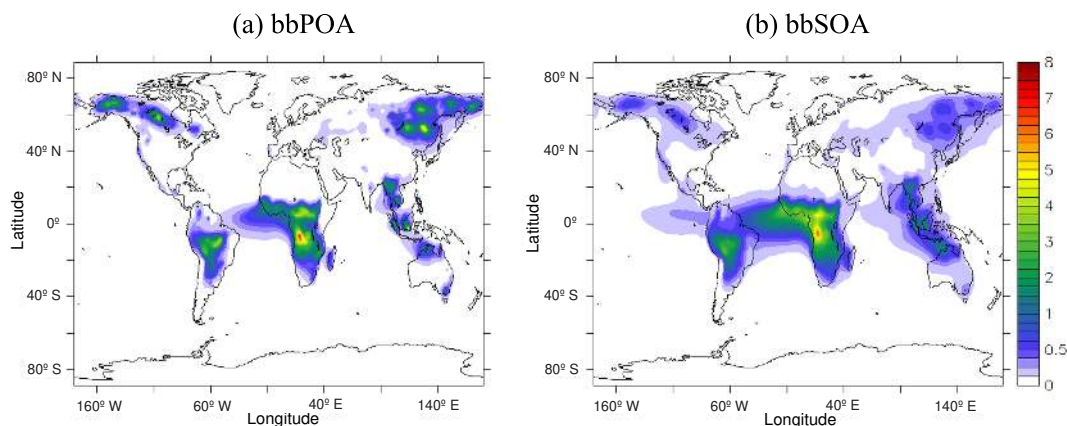 (a) bbPOA
(b) bbSOA
80º N
40º N
0º
40º S
80º S
Latitude
160º W
60º W
40º E
140º E
Longitude
80º N
40º N
0º
40º S
80º S
Latitude
160º W
60º W
40º E
140º E
Longitude
8
7
6
5
4
3
2
1
0.5
0